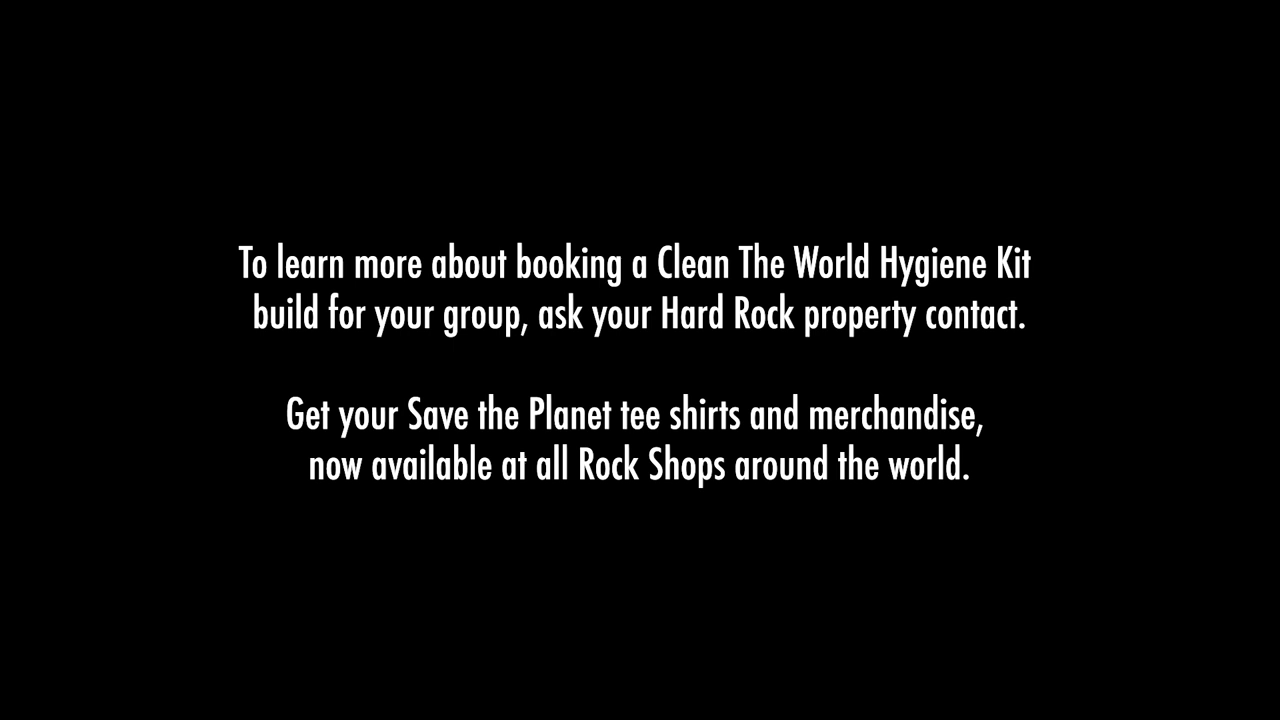 To learn more about booking a Clean The World Hygiene Kit
build for your group, ask your Hard Rock property contact.
Get your Save the Planet tee shirts and merchandise,
now available at all Rock Shops around the world.